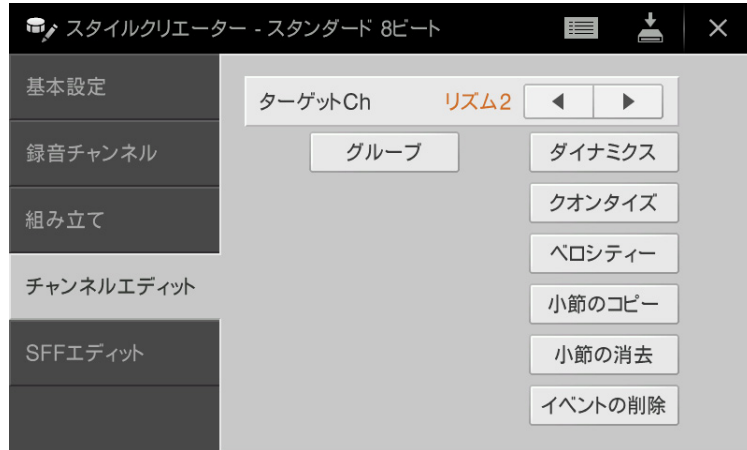 スタイルクリエーター - スタンダード 8ビート
基本設定
録音チャンネル
組み立て
チャンネルエディット
SFFエディット
ターゲットCh リズム2
グルーブ
ダイナミクス
クオンタイズ
ベロシティー
小節のコピー
小節の消去
イベントの削除